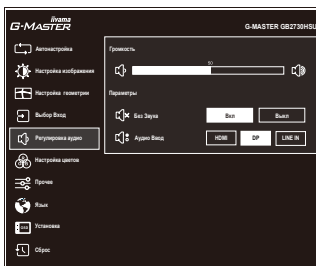 iiyama
G-MASTER
G-MASTER GB2730HSU
Автонастройка
Настройка изображения
Настройка геометрии
Выбор Вход
Регулировка аудио
Настройка цветов
Прочее
Язык
Установка
Сброс
Громкость
50
Параметры
Без Звука
Вкл
Выкл
Аудио Вход
HDMI
DP
LINE IN
OSD